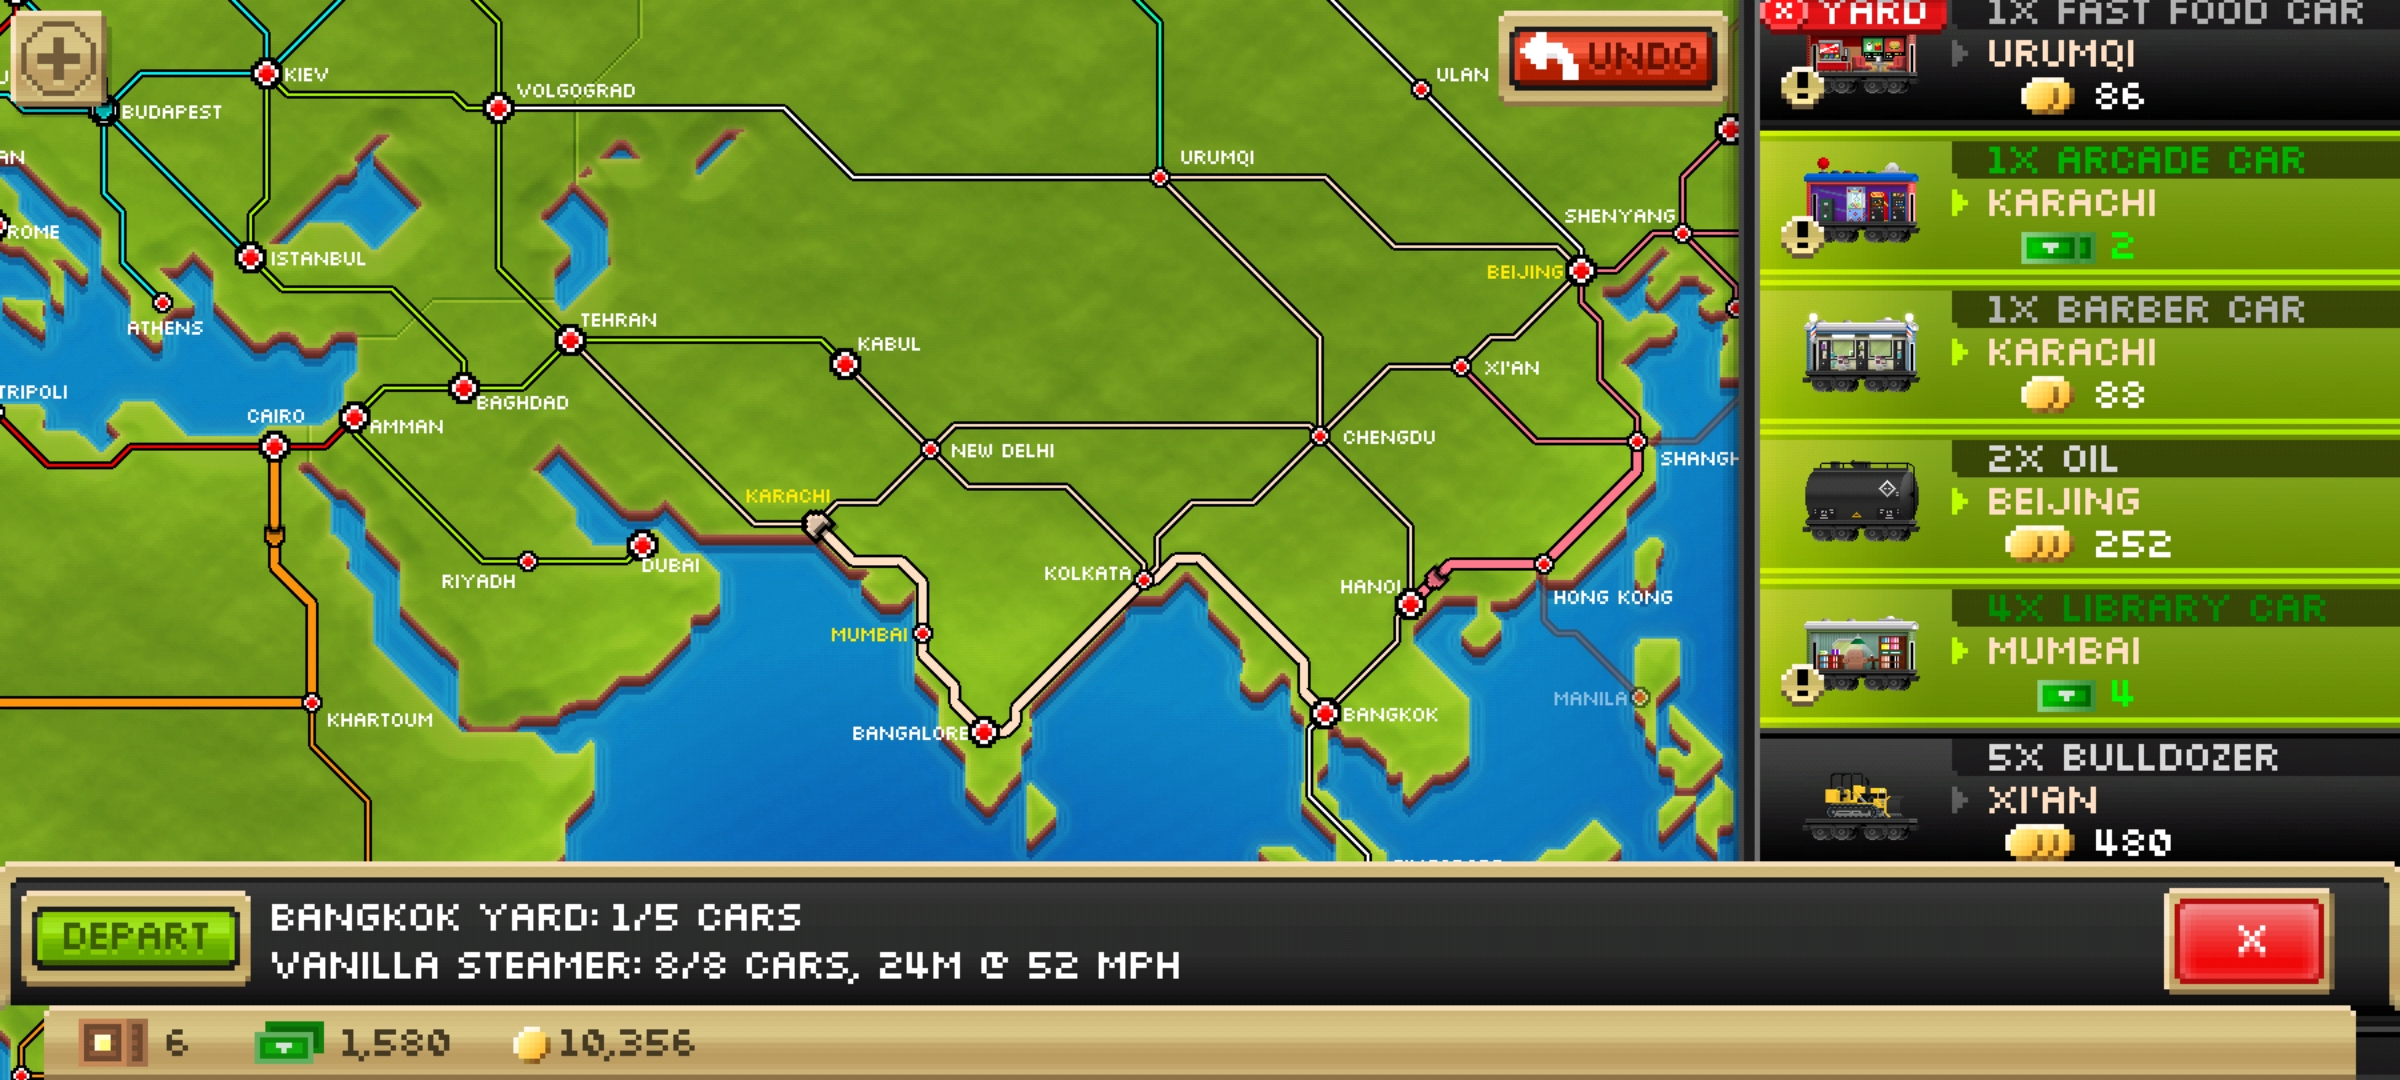 KIEV
VOLGOGRAD
BUDAPEST
ULAN
URUMQI
AN
ROME
ISTANBUL
SHENYANG
BEIJING
ATHENS
TEHRAN
KABUL
TRIPOLI
CAIRO
AMMAN
BAGHDAD
XI'AN
NEW DELHI
CHENGDU
SHANGH
KARACHI
RIYADH
DUBAI
KOLKATA
HANOI
HONG KONG
MUMBAI
BANGALORE
KHARTOUM
BANGKOK
MANILA
UNDO
YARD
1X FAST FOOD CAR
URUMQI
86
1X ARCADE CAR
KARACHI
2
1X BARBER CAR
KARACHI
88
2X OIL
BEIJING
252
4X LIBRARY CAR
MUMBAI
4
5X BULLDOZER
XI'AN
480
DEPART
BANGKOK YARD: 1/5 CARS
VANILLA STEAMER: 8/8 CARS, 24M @ 52 MPH
X
6
1,580
10,356